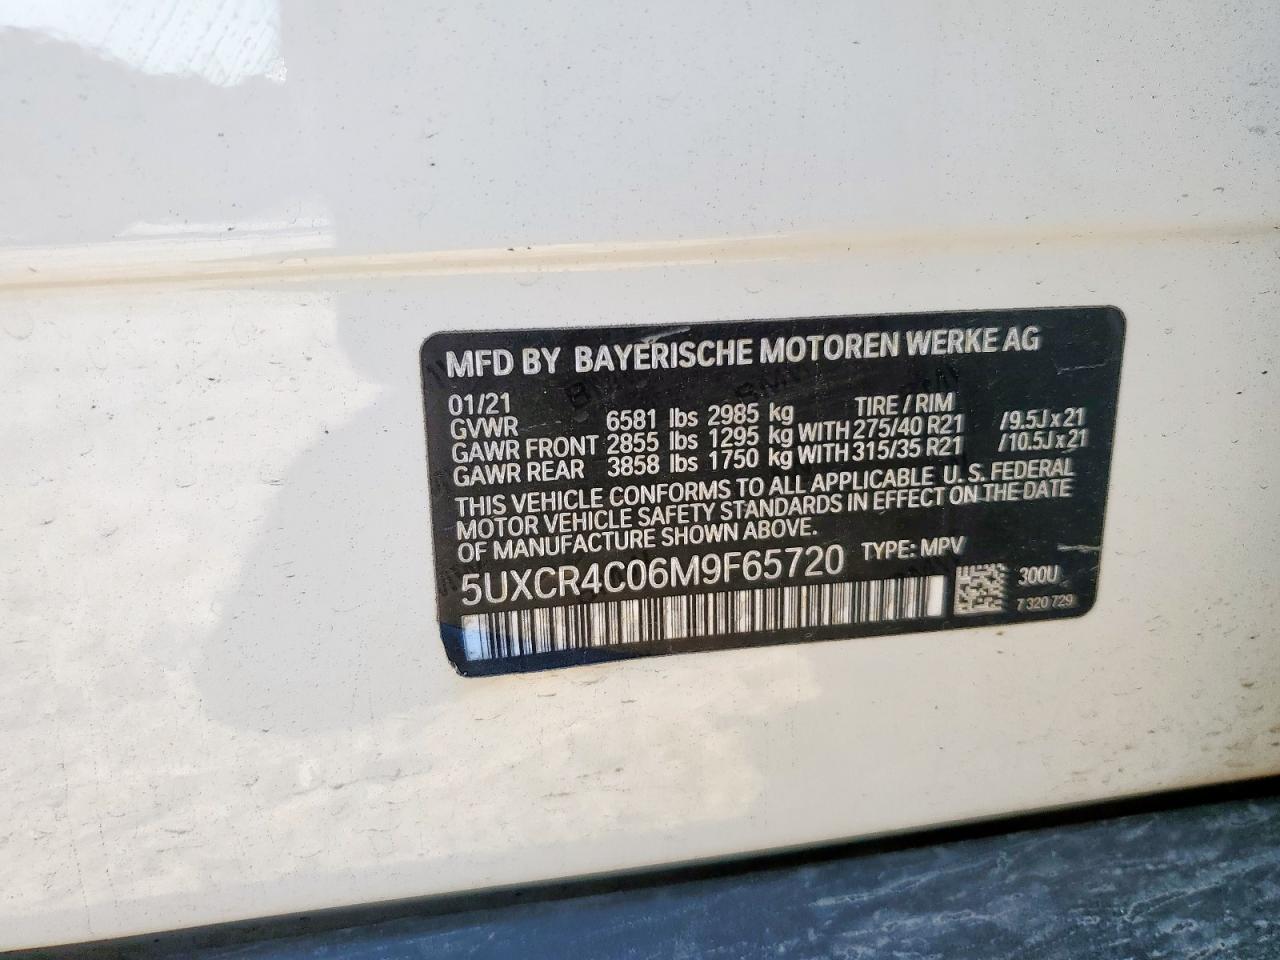 MFD BY BAYERISCHE MOTOREN WERKE AG
01/21 TIRE / RIM
GVWR 6581 lbs 2985 kg
GAWR FRONT 2855 lbs 1295 kg WITH 275/40 R21 /9.5J x 21
GAWR REAR 3858 lbs 1750 kg WITH 315/35 R21 /10.5J x 21
THIS VEHICLE CONFORMS TO ALL APPLICABLE U.S. FEDERAL
MOTOR VEHICLE SAFETY STANDARDS IN EFFECT ON THE DATE
OF MANUFACTURE SHOWN ABOVE.
5UXCR4C06M9F65720 TYPE: MPV
300U
7 320 729